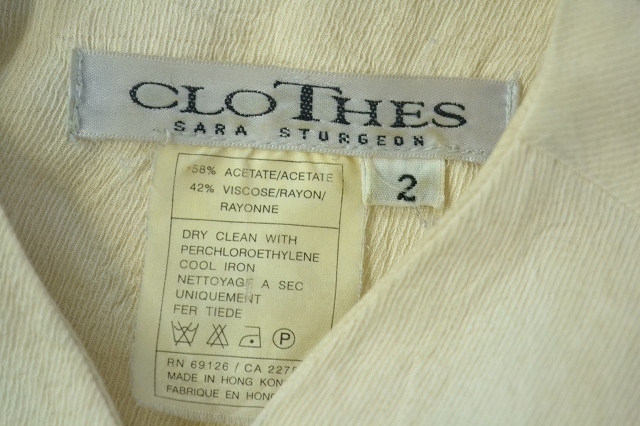 CLOTHES
SARA STURGEON
2
58% ACETATE/ACETATE
42% VISCOSE/RAYON/
RAYONNE
DRY CLEAN WITH
PERCHLOROETHYLENE
COOL IRON
NETTOYAGE A SEC
UNIQUEMENT
FER TIEDE
P
RN 69126 / CA
MADE IN HONG KONG
FABRIQUE EN